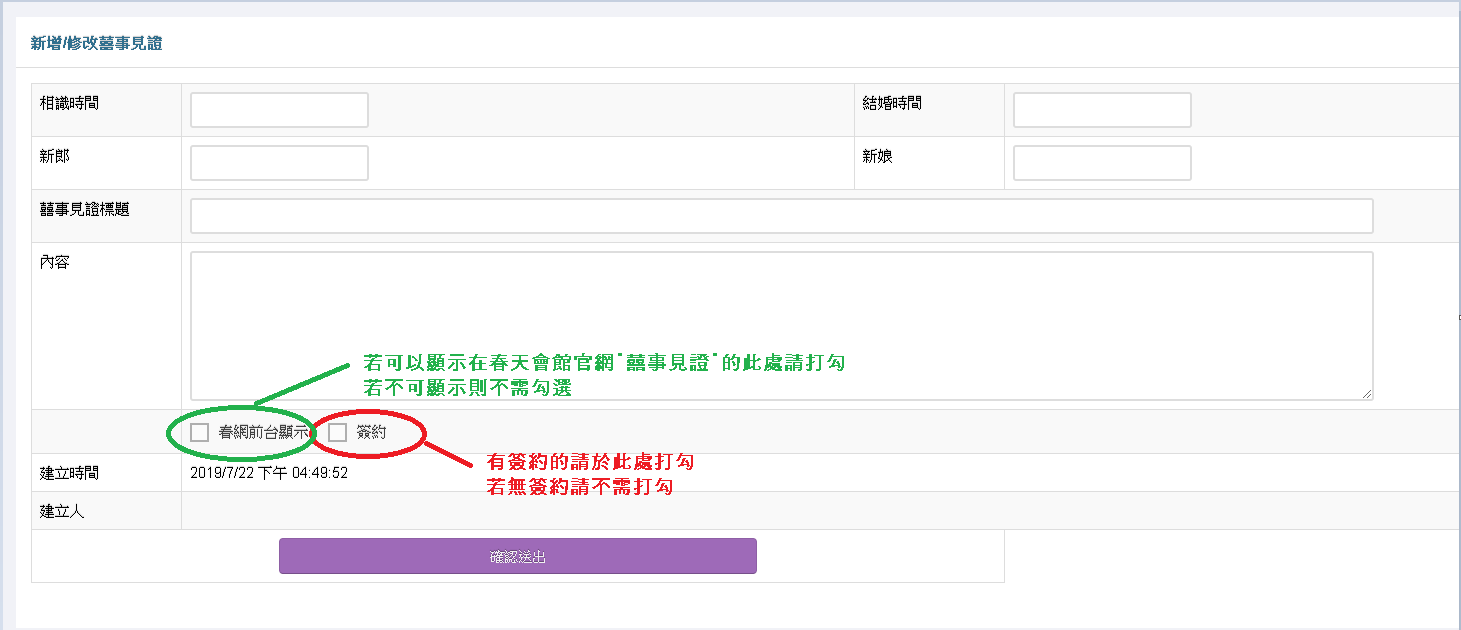 新增/修改囍事見證
相識時間
結婚時間
新郎
新娘
囍事見證標題
內容
若可以顯示在春天會館官網"囍事見證"的此處請打勾
若不可顯示則不需勾選
春網前台顯示 簽約
有簽約的請於此處打勾
若無簽約請不需打勾
建立時間 2019/7/22 下午 04:49:52
建立人
確認送出